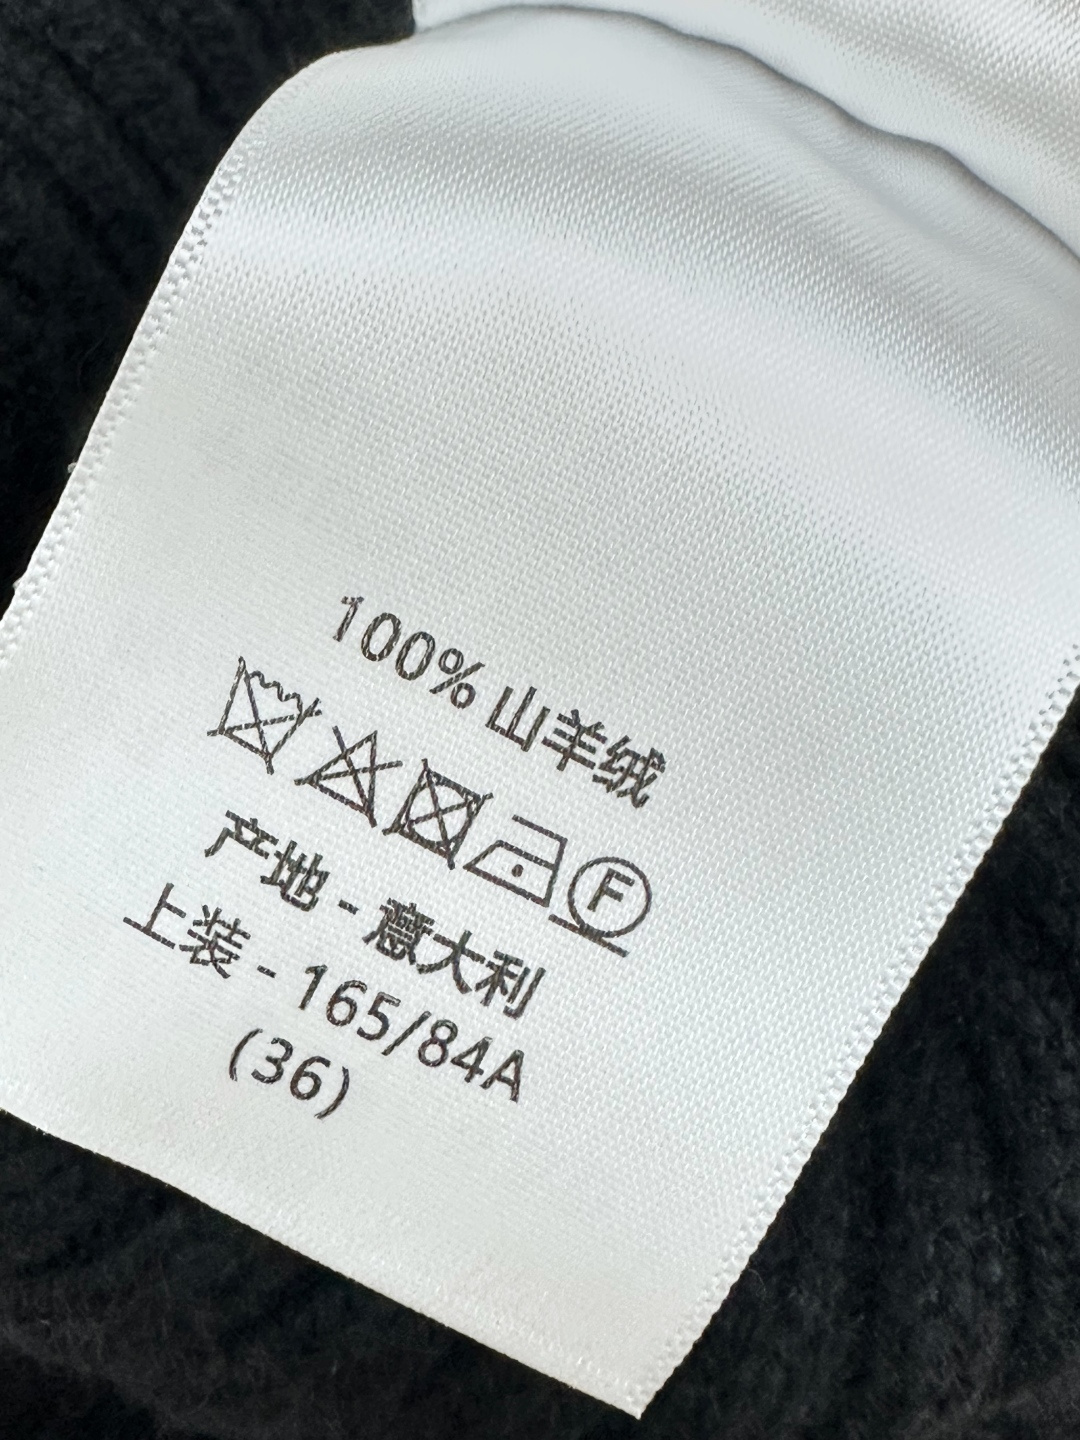 100% 山羊绒
F
产地 - 意大利
上装 - 165/84A
(36)